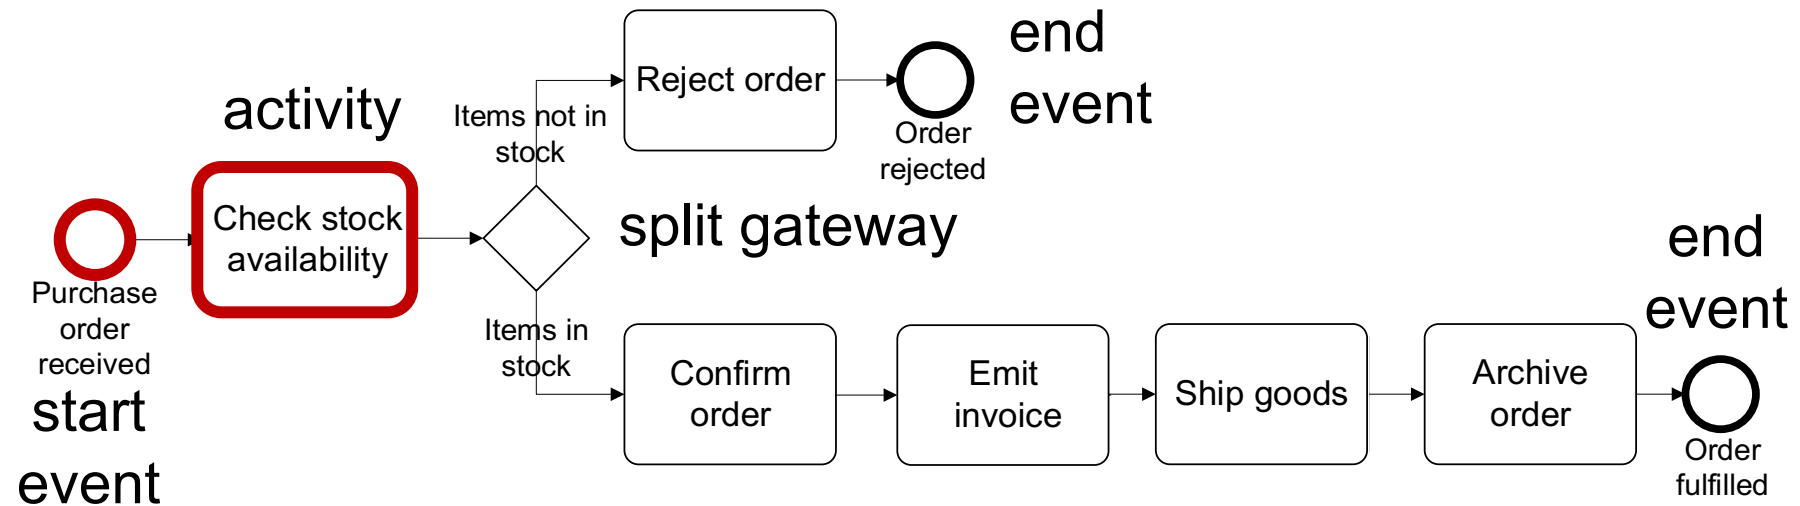 activity
Purchase
order
received
start
event
Check stock
availability
Items not in
stock
Items in
stock
split gateway
Reject order
Order
rejected
end
event
Confirm
order
Emit
invoice
Ship goods
Archive
order
end
event
Order
fulfilled